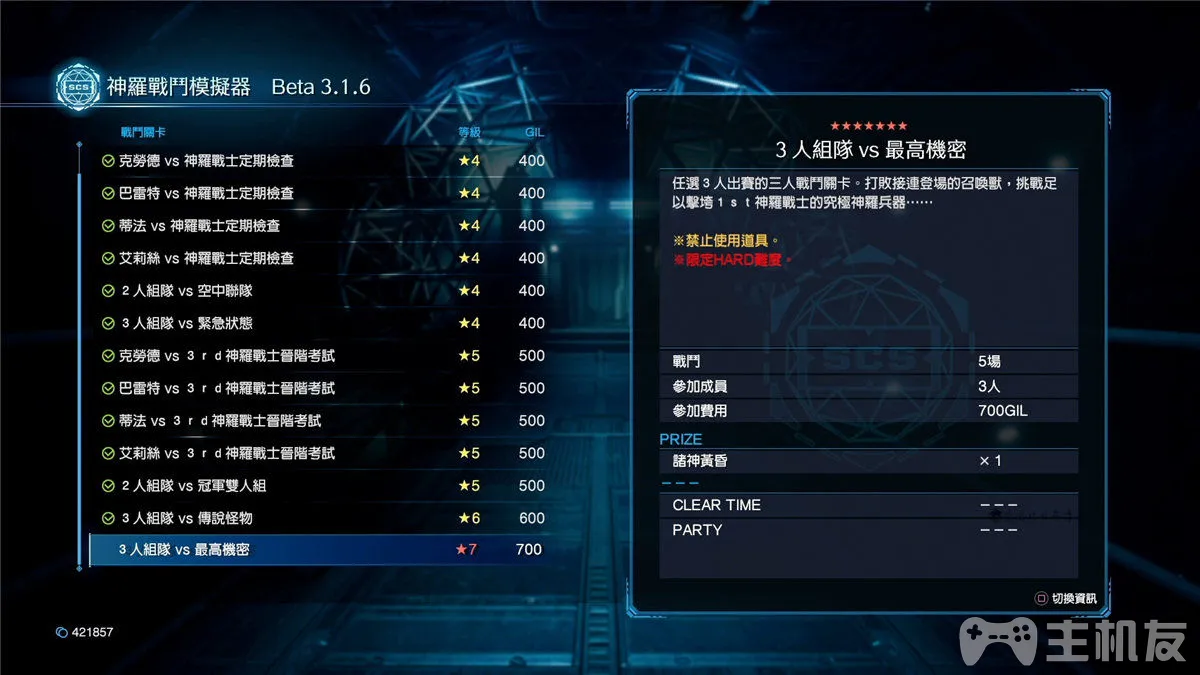 SCS 神羅戰鬥模擬器 Beta 3.1.6
戰鬥關卡 等級 GIL
克勞德 vs 神羅戰士定期檢查 ★4 400
巴雷特 vs 神羅戰士定期檢查 ★4 400
蒂法 vs 神羅戰士定期檢查 ★4 400
艾莉絲 vs 神羅戰士定期檢查 ★4 400
2人組隊 vs 空中聯隊 ★4 400
3人組隊 vs 緊急狀態 ★4 400
克勞德 vs 3rd神羅戰士晉階考試 ★5 500
巴雷特 vs 3rd神羅戰士晉階考試 ★5 500
蒂法 vs 3rd神羅戰士晉階考試 ★5 500
艾莉絲 vs 3rd神羅戰士晉階考試 ★5 500
2人組隊 vs 冠軍雙人組 ★5 500
3人組隊 vs 傳說怪物 ★6 600
3人組隊 vs 最高機密 ★7 700
421857
★★★★★★★
3人組隊 vs 最高機密
任選3人出賽的三人戰鬥關卡。打敗接連登場的召喚獸，挑戰足
以擊垮1st神羅戰士的究極神羅兵器……
※禁止使用道具。
※限定HARD難度。
SCS
戰鬥 5場
參加成員 3人
參加費用 700GIL
PRIZE
諸神黃昏 ×1
---
CLEAR TIME ---
PARTY ---
切換資訊
主机友